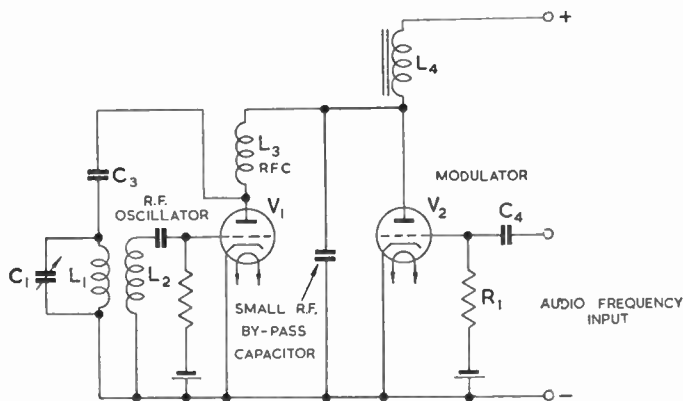 +
L4
L3
RFC
C3
R.F.
OSCILLATOR
V1
MODULATOR
V2
C4
C1
L1
L2
SMALL R.F.
BY-PASS
CAPACITOR
R1
AUDIO FREQUENCY
INPUT
−